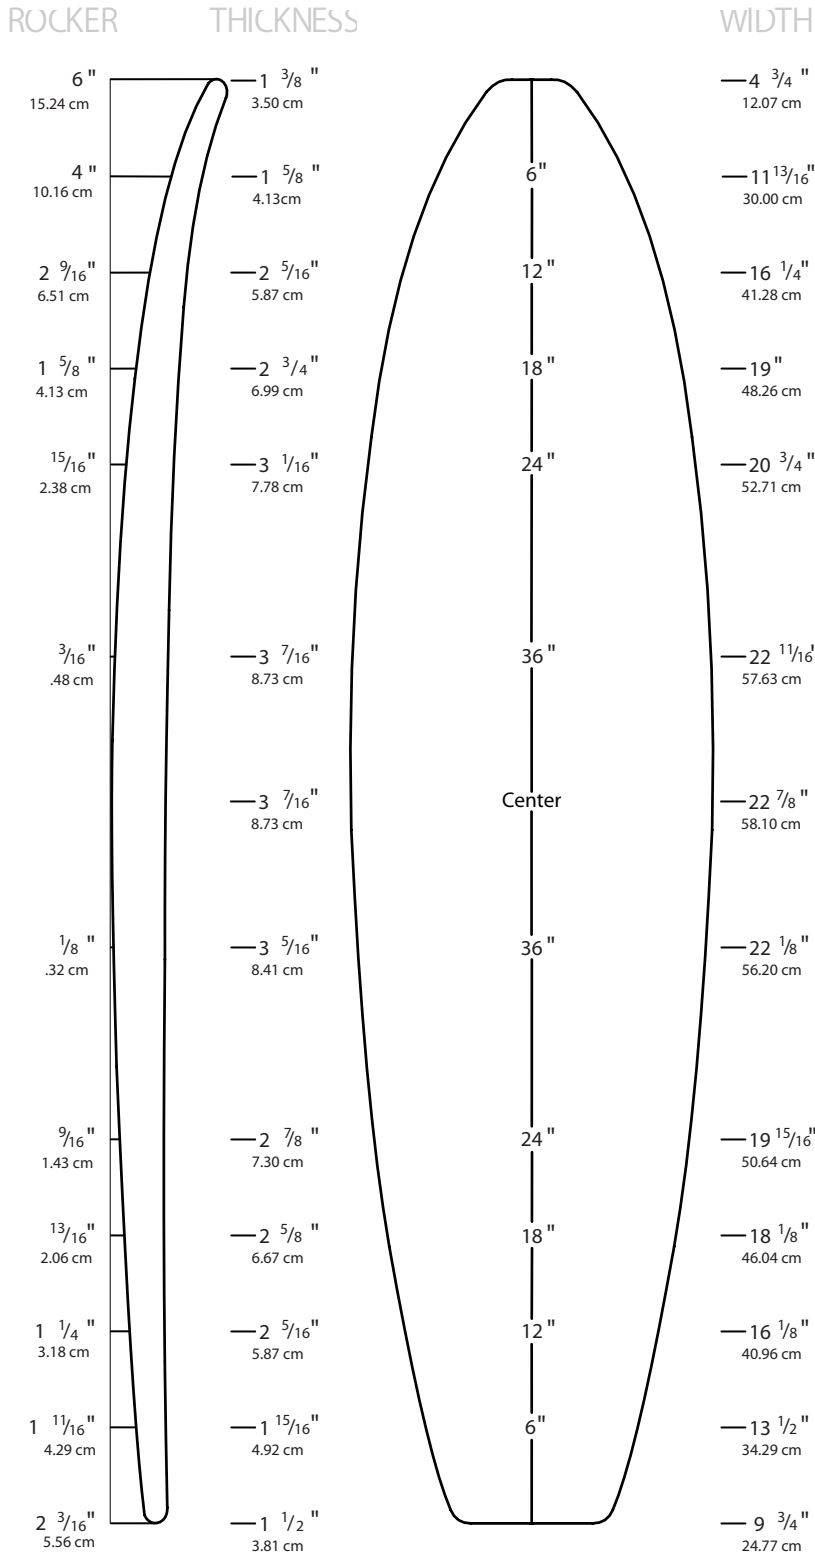 ROCKER THICKNESS WIDTH
6 " 1 3/8 " 4 3/4 "
15.24 cm 3.50 cm 12.07 cm
4 " 1 5/8 " 6" 11 13/16"
10.16 cm 4.13cm 30.00 cm
2 9/16" 2 5/16" 12" 16 1/4"
6.51 cm 5.87 cm 41.28 cm
1 5/8 " 2 3/4 " 18" 19"
4.13 cm 6.99 cm 48.26 cm
15/16" 3 1/16" 24" 20 3/4 "
2.38 cm 7.78 cm 52.71 cm
3/16" 3 7/16" 36" 22 11/16"
.48 cm 8.73 cm 57.63 cm
3 7/16" Center 22 7/8 "
8.73 cm 58.10 cm
1/8 " 3 5/16" 36" 22 1/8 "
.32 cm 8.41 cm 56.20 cm
9/16" 2 7/8 " 24" 19 15/16"
1.43 cm 7.30 cm 50.64 cm
13/16" 2 5/8 " 18" 18 1/8 "
2.06 cm 6.67 cm 46.04 cm
1 1/4 " 2 5/16" 12" 16 1/8 "
3.18 cm 5.87 cm 40.96 cm
1 11/16" 1 15/16" 6" 13 1/2"
4.29 cm 4.92 cm 34.29 cm
2 3/16" 1 1/2 " 9 3/4 "
5.56 cm 3.81 cm 24.77 cm